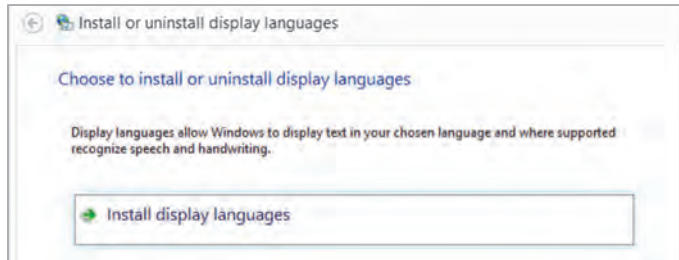 Install or uninstall display languages
Choose to install or uninstall display languages
Display languages allow Windows to display text in your chosen language and where supported
recognize speech and handwriting.
Install display languages